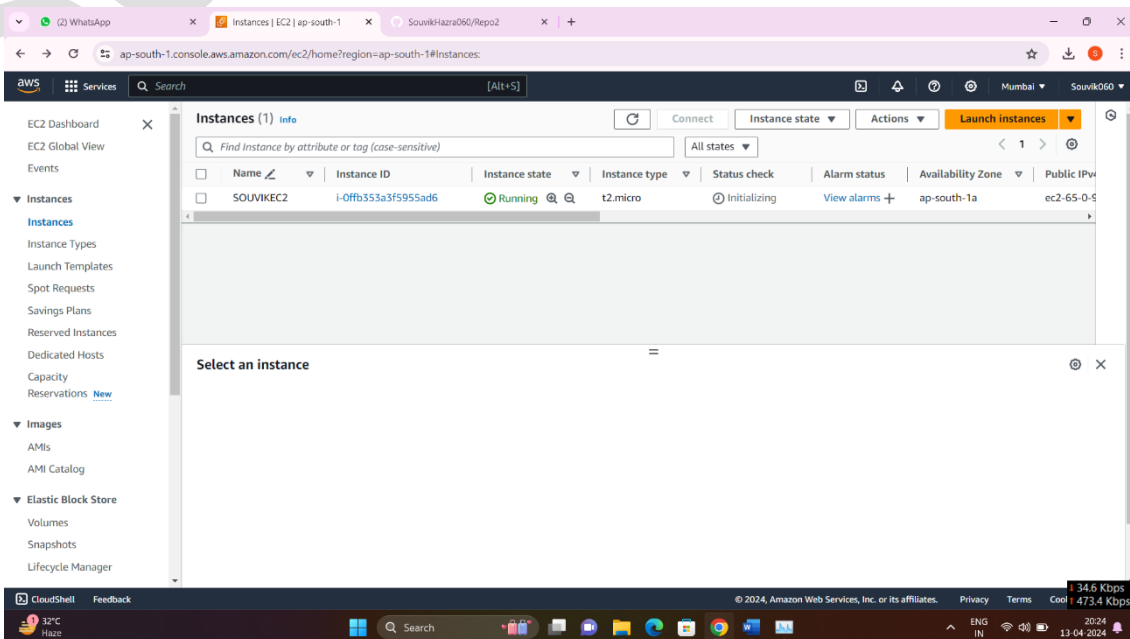 (2) WhatsApp
Instances | EC2 | ap-south-1
SouvikHazra060/Repo2
ap-south-1.console.aws.amazon.com/ec2/home?region=ap-south-1#Instances:
S
aws
Services
Search
[Alt+S]
Mumbai
Souvik060
EC2 Dashboard
EC2 Global View
Events
Instances
Instances
Instance Types
Launch Templates
Spot Requests
Savings Plans
Reserved Instances
Dedicated Hosts
Capacity
Reservations New
Images
AMIs
AMI Catalog
Elastic Block Store
Volumes
Snapshots
Lifecycle Manager
Instances (1) Info
Connect
Instance state
Actions
Launch instances
Find Instance by attribute or tag (case-sensitive)
All states
1
Name Instance ID Instance state Instance type Status check Alarm status Availability Zone Public IPv4
SOUVIKEC2 i-0ffb353a3f5955ad6 Running t2.micro Initializing View alarms + ap-south-1a ec2-65-0-9
Select an instance
CloudShell Feedback
© 2024, Amazon Web Services, Inc. or its affiliates. Privacy Terms Coo
34.6 Kbps
473.4 Kbps
1
32°C
Haze
Search
ENG
IN
20:24
13-04-2024